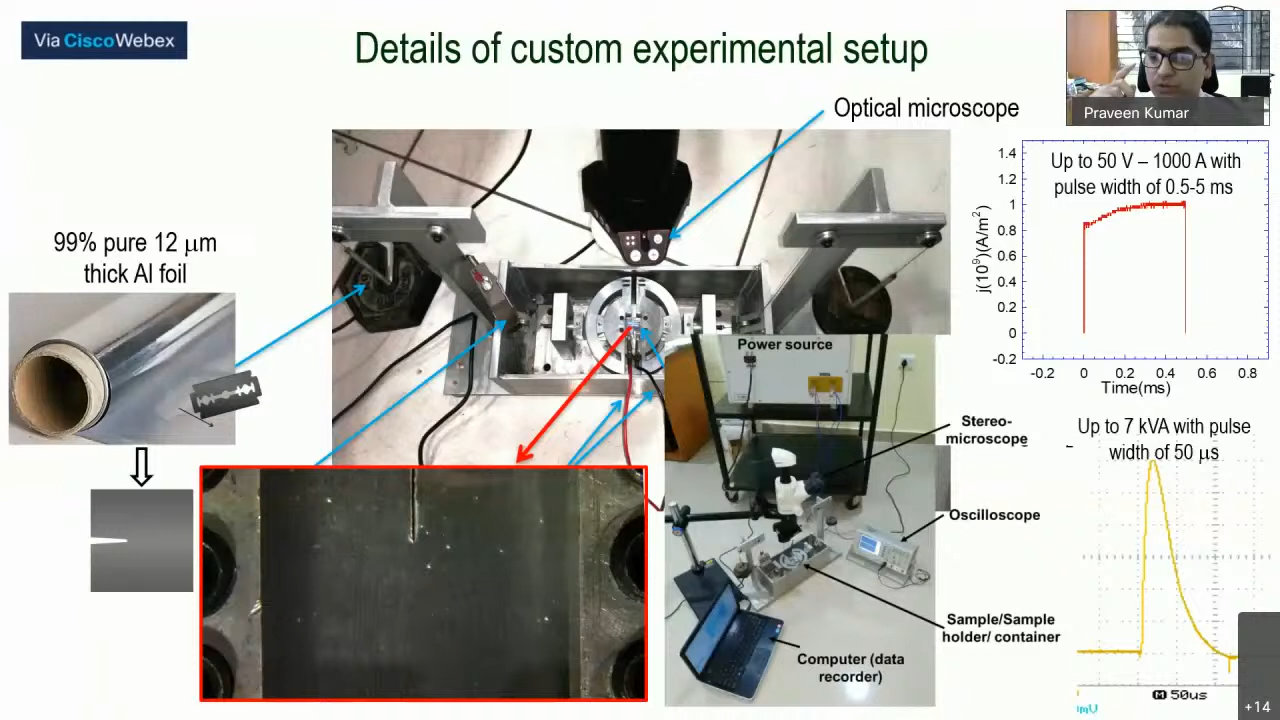 Via Cisco Webex
Details of custom experimental setup
Praveen Kumar
Optical microscope
99% pure 12 μm
thick Al foil
Up to 50 V – 1000 A with
pulse width of 0.5-5 ms
j(10⁹)(A/m²)
1.4
1.2
1
0.8
0.6
0.4
0.2
0
-0.2
-0.2 0 0.2 0.4 0.6 0.8
Time(ms)
Power source
Stereo-
microscope
Oscilloscope
Sample/Sample
holder/ container
Computer (data
recorder)
Up to 7 kVA with pulse
width of 50 μs
M 50us
mV
+14